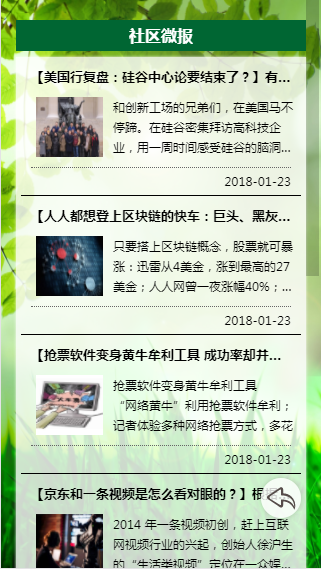 社区微报
【美国行复盘：硅谷中心论要结束了？】有...
和创新工场的兄弟们，在美国马不
停蹄。在硅谷密集拜访高科技企
业，用一周时间感受硅谷的脑洞...
2018-01-23
【人人都想登上区块链的快车：巨头、黑灰...
只要搭上区块链概念，股票就可暴
涨：迅雷从4美金，涨到最高的27
美金；人人网曾一夜涨幅40%；...
2018-01-23
【抢票软件变身黄牛牟利工具 成功率却并...
抢票软件变身黄牛牟利工具
“网络黄牛”利用抢票软件牟利；
记者体验多种网络抢票方式，多花
2018-01-23
【京东和一条视频是怎么看对眼的？】根
2014 年一条视频初创，赶上互联
网视频行业的兴起，创始人徐沪生
的“生活类视频”定位在一众娱...